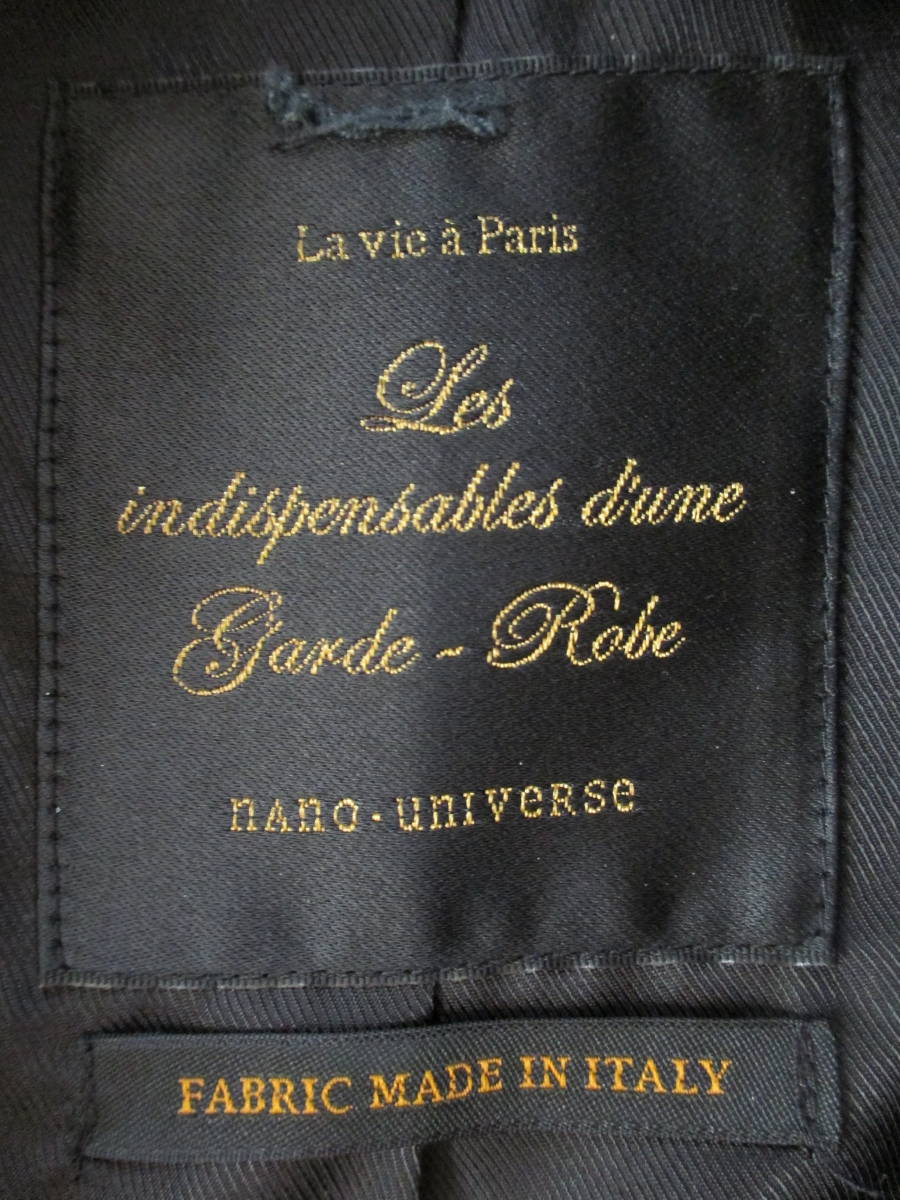 La vie à Paris
Les
indispensables d'une
Garde - Robe
nano·universe
FABRIC MADE IN ITALY